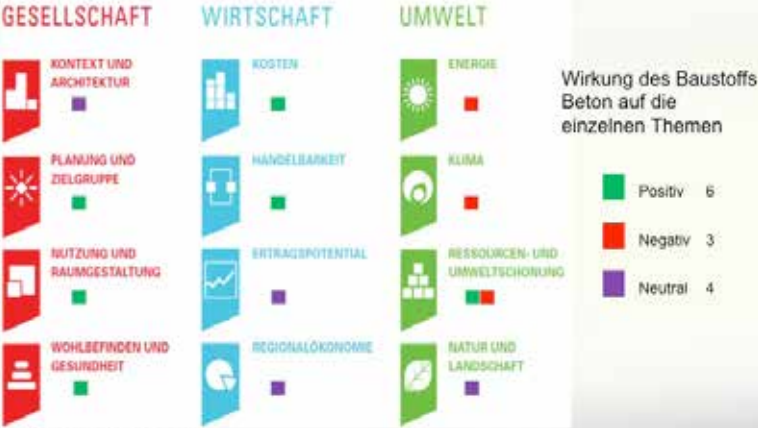 GESELLSCHAFT
KONTEXT UND
ARCHITEKTUR
PLANUNG UND
ZIELGRUPPE
NUTZUNG UND
RAUMGESTALTUNG
WOHLBEFINDEN UND
GESUNDHEIT
WIRTSCHAFT
KOSTEN
HANDELBARKEIT
ERTRAGSPOTENTIAL
REGIONALÖKONOMIE
UMWELT
ENERGIE
KLIMA
RESSOURCEN- UND
UMWELTSCHONUNG
NATUR UND
LANDSCHAFT
Wirkung des Baustoffs
Beton auf die
einzelnen Themen
Positiv 6
Negativ 3
Neutral 4